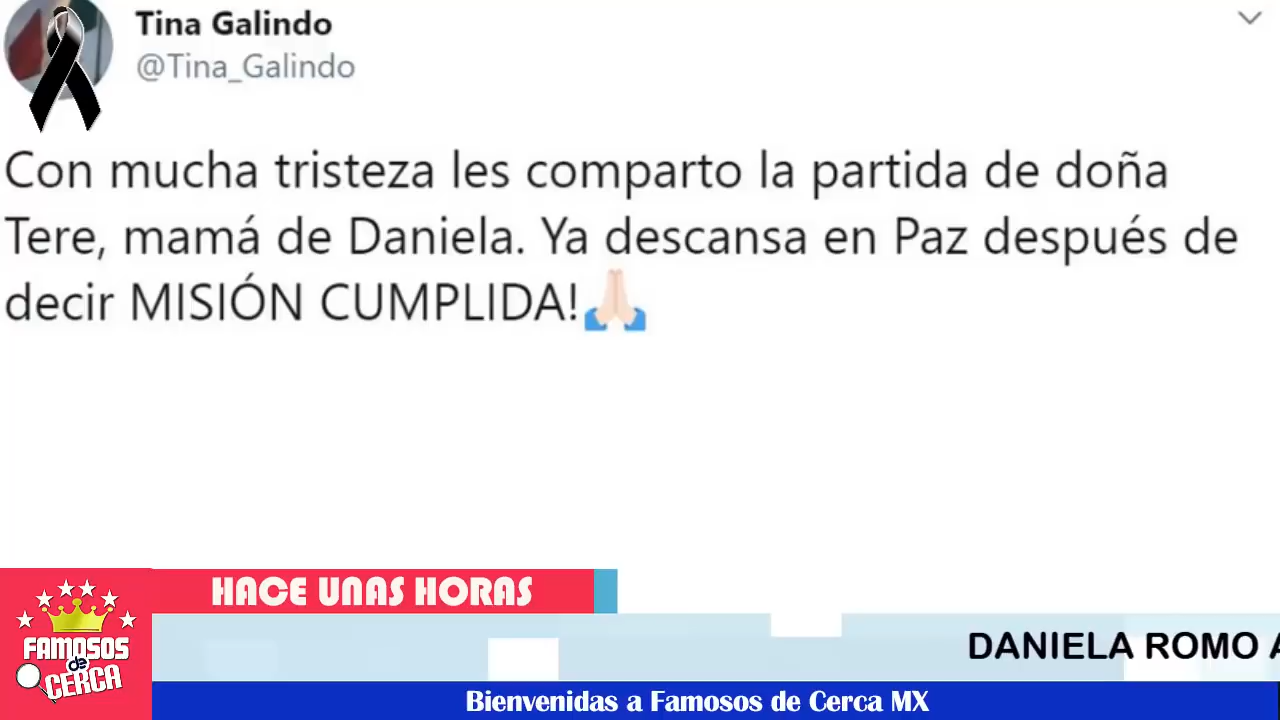 Tina Galindo
@Tina_Galindo
Con mucha tristeza les comparto la partida de doña
Tere, mamá de Daniela. Ya descansa en Paz después de
decir MISIÓN CUMPLIDA!🙏🏻
HACE UNAS HORAS
FAMOSOS
de
CERCA
DANIELA ROMO A
Bienvenidas a Famosos de Cerca MX